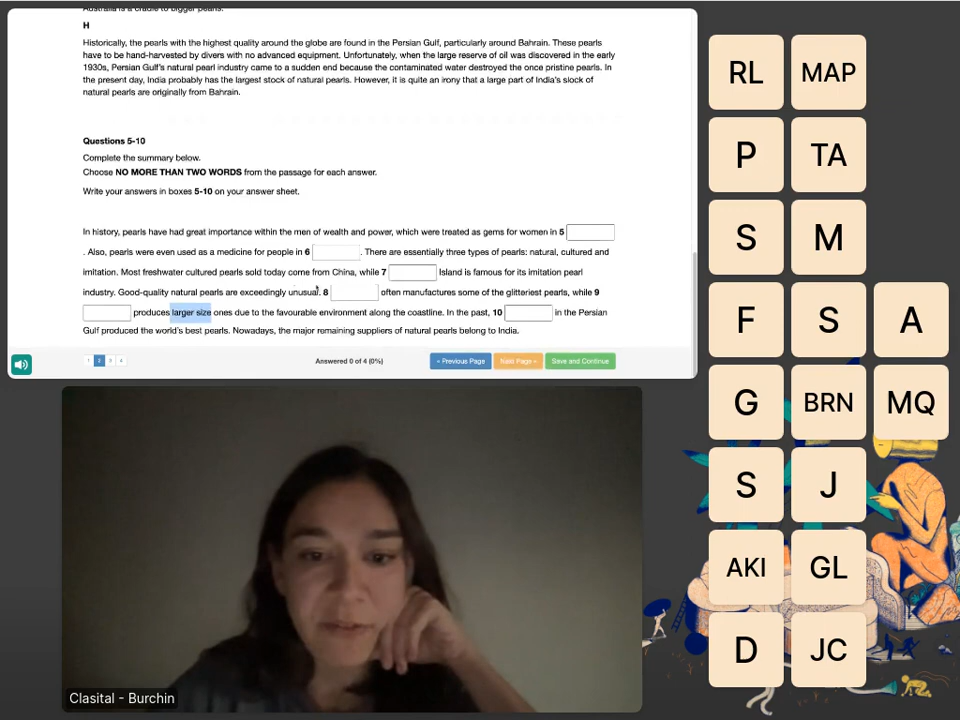 Australia is a cradle to bigger pearls.
H
Historically, the pearls with the highest quality around the globe are found in the Persian Gulf, particularly around Bahrain. These pearls
have to be hand-harvested by divers with no advanced equipment. Unfortunately, when the large reserve of oil was discovered in the early
1930s, Persian Gulf's natural pearl industry came to a sudden end because the contaminated water destroyed the once pristine pearls. In
the present day, India probably has the largest stock of natural pearls. However, it is quite an irony that a large part of India's slock of
natural pearls are originally from Bahrain.
Questions 5-10
Complete the summary below.
Choose NO MORE THAN TWO WORDS from the passage for each answer.
Write your answers in boxes 5-10 on your answer sheet.
In history, pearls have had great importance within the men of wealth and power, which were treated as gems for women in 5
. Also, pearls were even used as a medicine for people in 6 . There are essentially three types of pearls: natural, cultured and
imitation. Most freshwater cultured pearls sold today come from China, while 7 Island is famous for its imitation pearl
industry. Good-quality natural pearls are exceedingly unusual. 8 often manufactures some of the glitteriest pearls, while 9
produces larger size ones due to the favourable environment along the coastline. In the past, 10 in the Persian
Gulf produced the world's best pearls. Nowadays, the major remaining suppliers of natural pearls belong to India.
1 2 3 4
Answered 0 of 4 (0%)
« Previous Page
Next Page »
Save and Continue
RL MAP
P TA
S M
F S A
G BRN MQ
S J
AKI GL
D JC
Clasital - Burchin